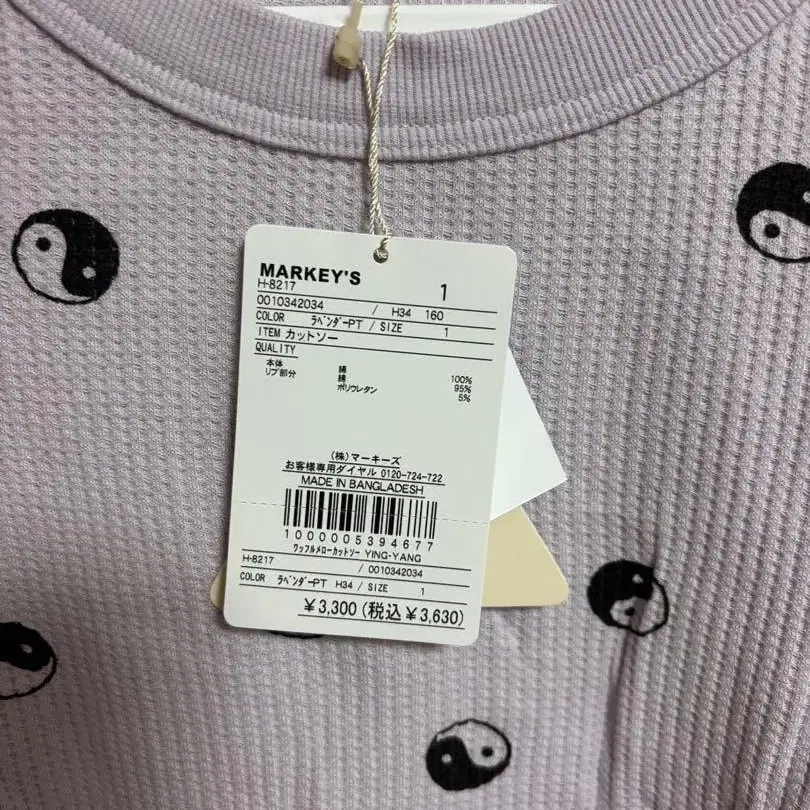 MARKEY'S 1
H-8217
0010342034 / H34 160
COLOR ﾗﾍﾞﾝﾀﾞｰPT / SIZE 1
ITEM カットソー
QUALITY
本体 綿 100%
リブ部分 綿 95%
ポリウレタン 5%
(株)マーキーズ
お客様専用ダイヤル 0120-724-722
MADE IN BANGLADESH
1000005394677
ﾜｯﾌﾙﾒﾛｰｶｯﾄｿｰ YING-YANG
H-8217 / 0010342034
COLOR ﾗﾍﾞﾝﾀﾞｰPT H34 / SIZE 1
￥3,300 (税込￥3,630)